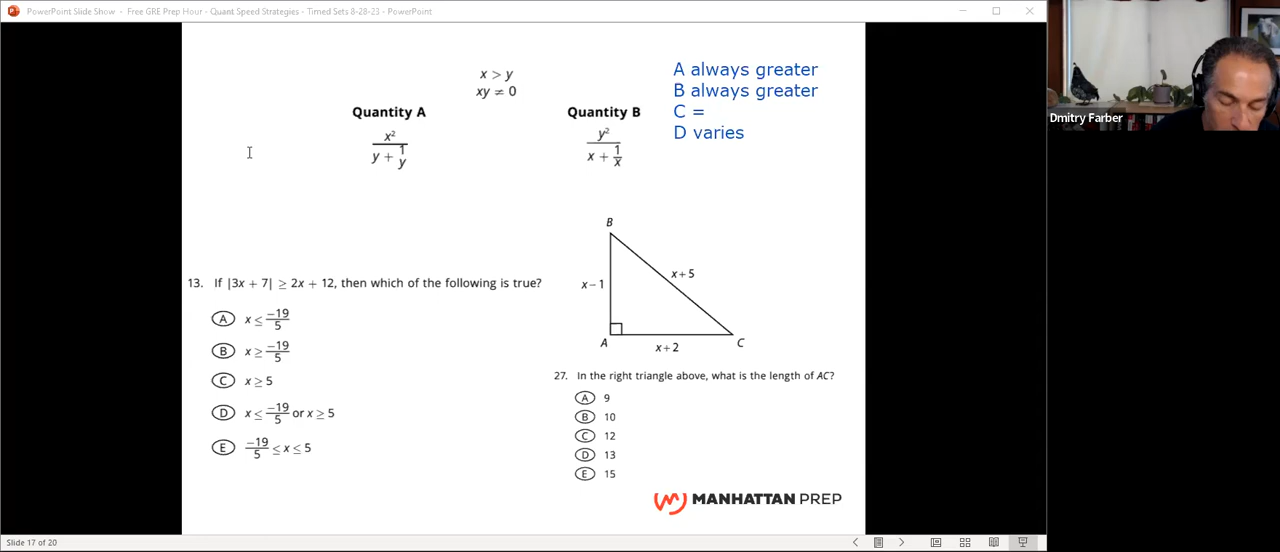 PowerPoint Slide Show - Free GRE Prep Hour - Quant Speed Strategies - Timed Sets 8-28-23 - PowerPoint
x > y
xy ≠ 0
Quantity A
x²
y + 1/y
Quantity B
y²
x + 1/x
A always greater
B always greater
C =
D varies
Dmitry Farber
13. If |3x + 7| ≥ 2x + 12, then which of the following is true?
A x ≤ -19/5
B x ≥ -19/5
C x ≥ 5
D x ≤ -19/5 or x ≥ 5
E -19/5 ≤ x ≤ 5
B
x – 1
x + 5
A
x + 2
C
27. In the right triangle above, what is the length of AC?
A 9
B 10
C 12
D 13
E 15
MANHATTAN PREP
Slide 17 of 20